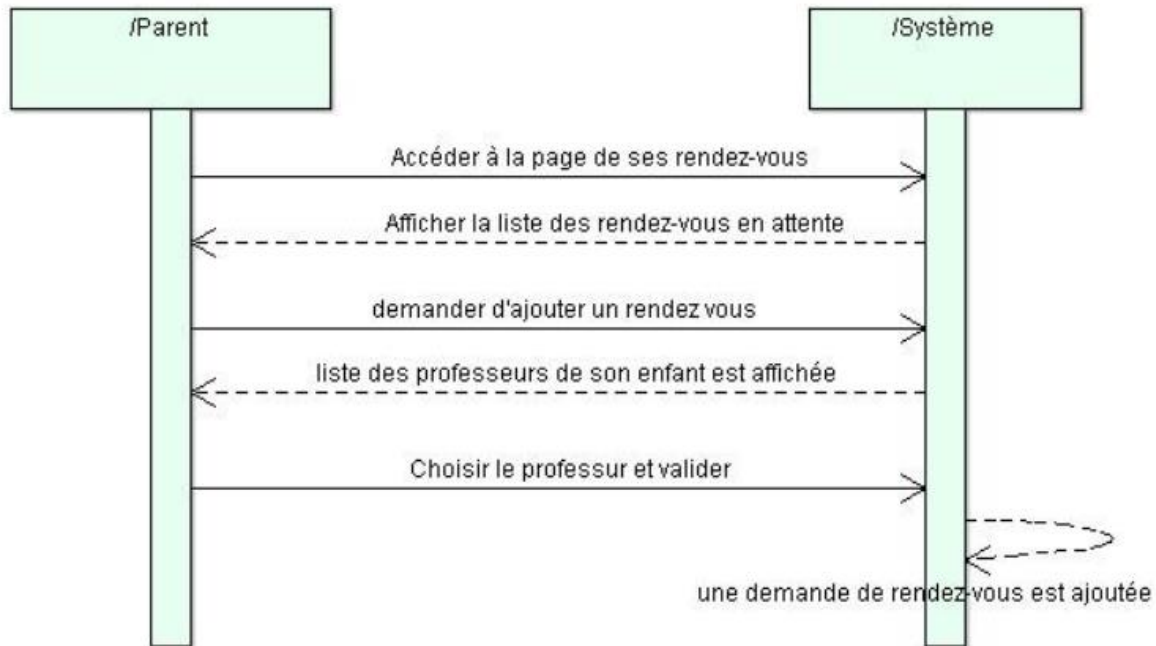 /Parent
/Système
Accéder à la page de ses rendez-vous
Afficher la liste des rendez-vous en attente
demander d'ajouter un rendez vous
liste des professeurs de son enfant est affichée
Choisir le professur et valider
une demande de rendez-vous est ajoutée